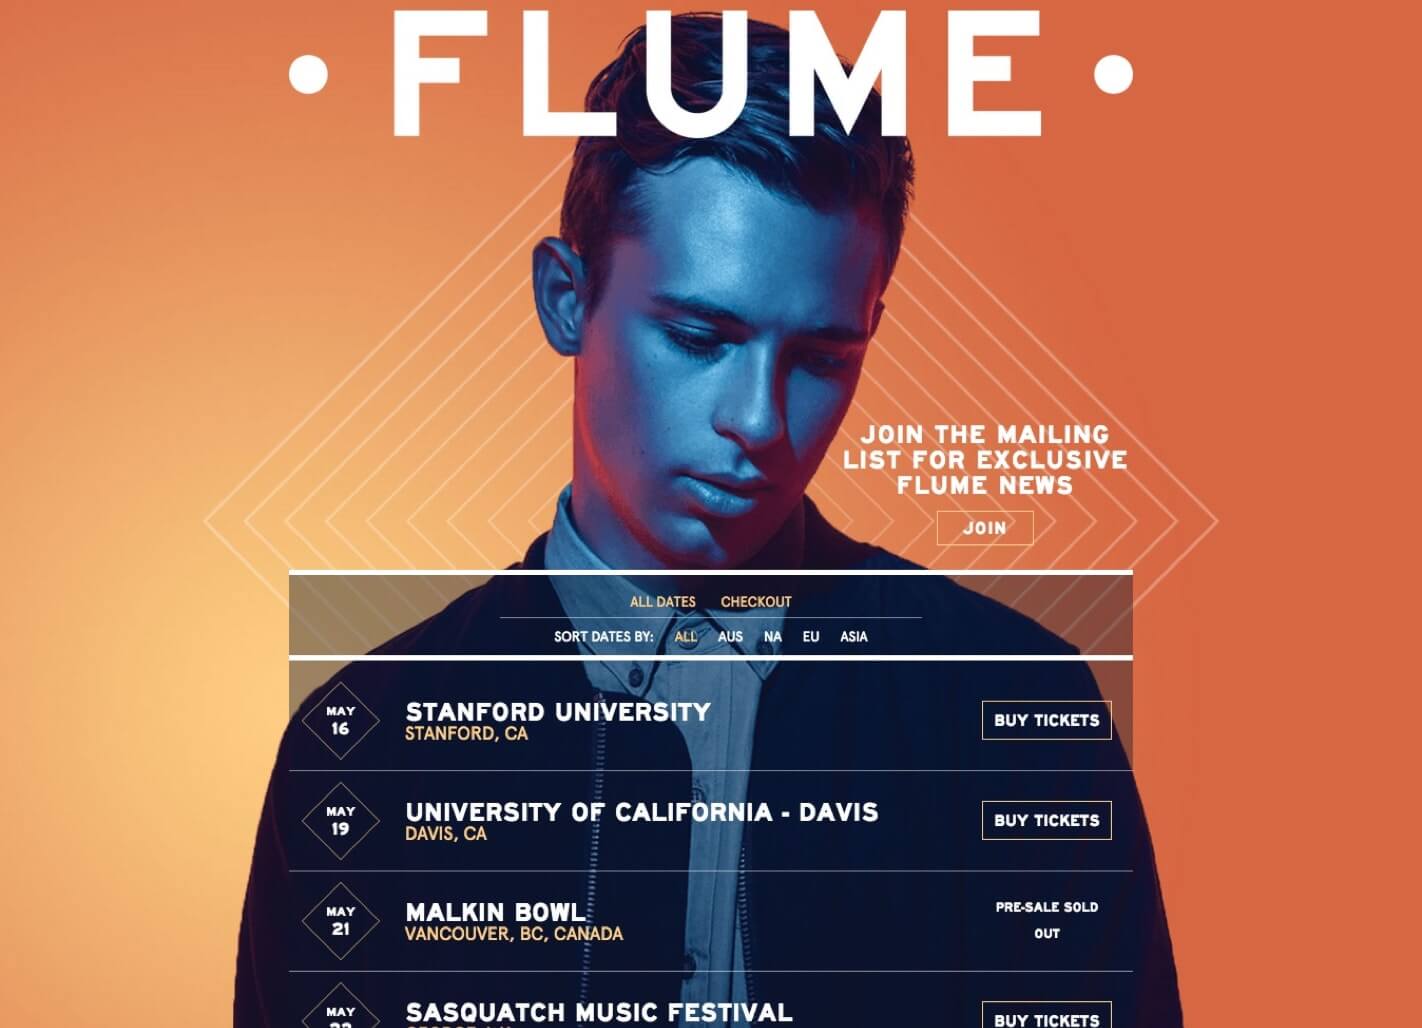 • FLUME •
JOIN THE MAILING
LIST FOR EXCLUSIVE
FLUME NEWS
JOIN
ALL DATES CHECKOUT
SORT DATES BY: ALL AUS NA EU ASIA
MAY
16
STANFORD UNIVERSITY
STANFORD, CA
BUY TICKETS
MAY
19
UNIVERSITY OF CALIFORNIA - DAVIS
DAVIS, CA
BUY TICKETS
MAY
21
MALKIN BOWL
VANCOUVER, BC, CANADA
PRE-SALE SOLD
OUT
MAY
SASQUATCH MUSIC FESTIVAL
BUY TICKETS